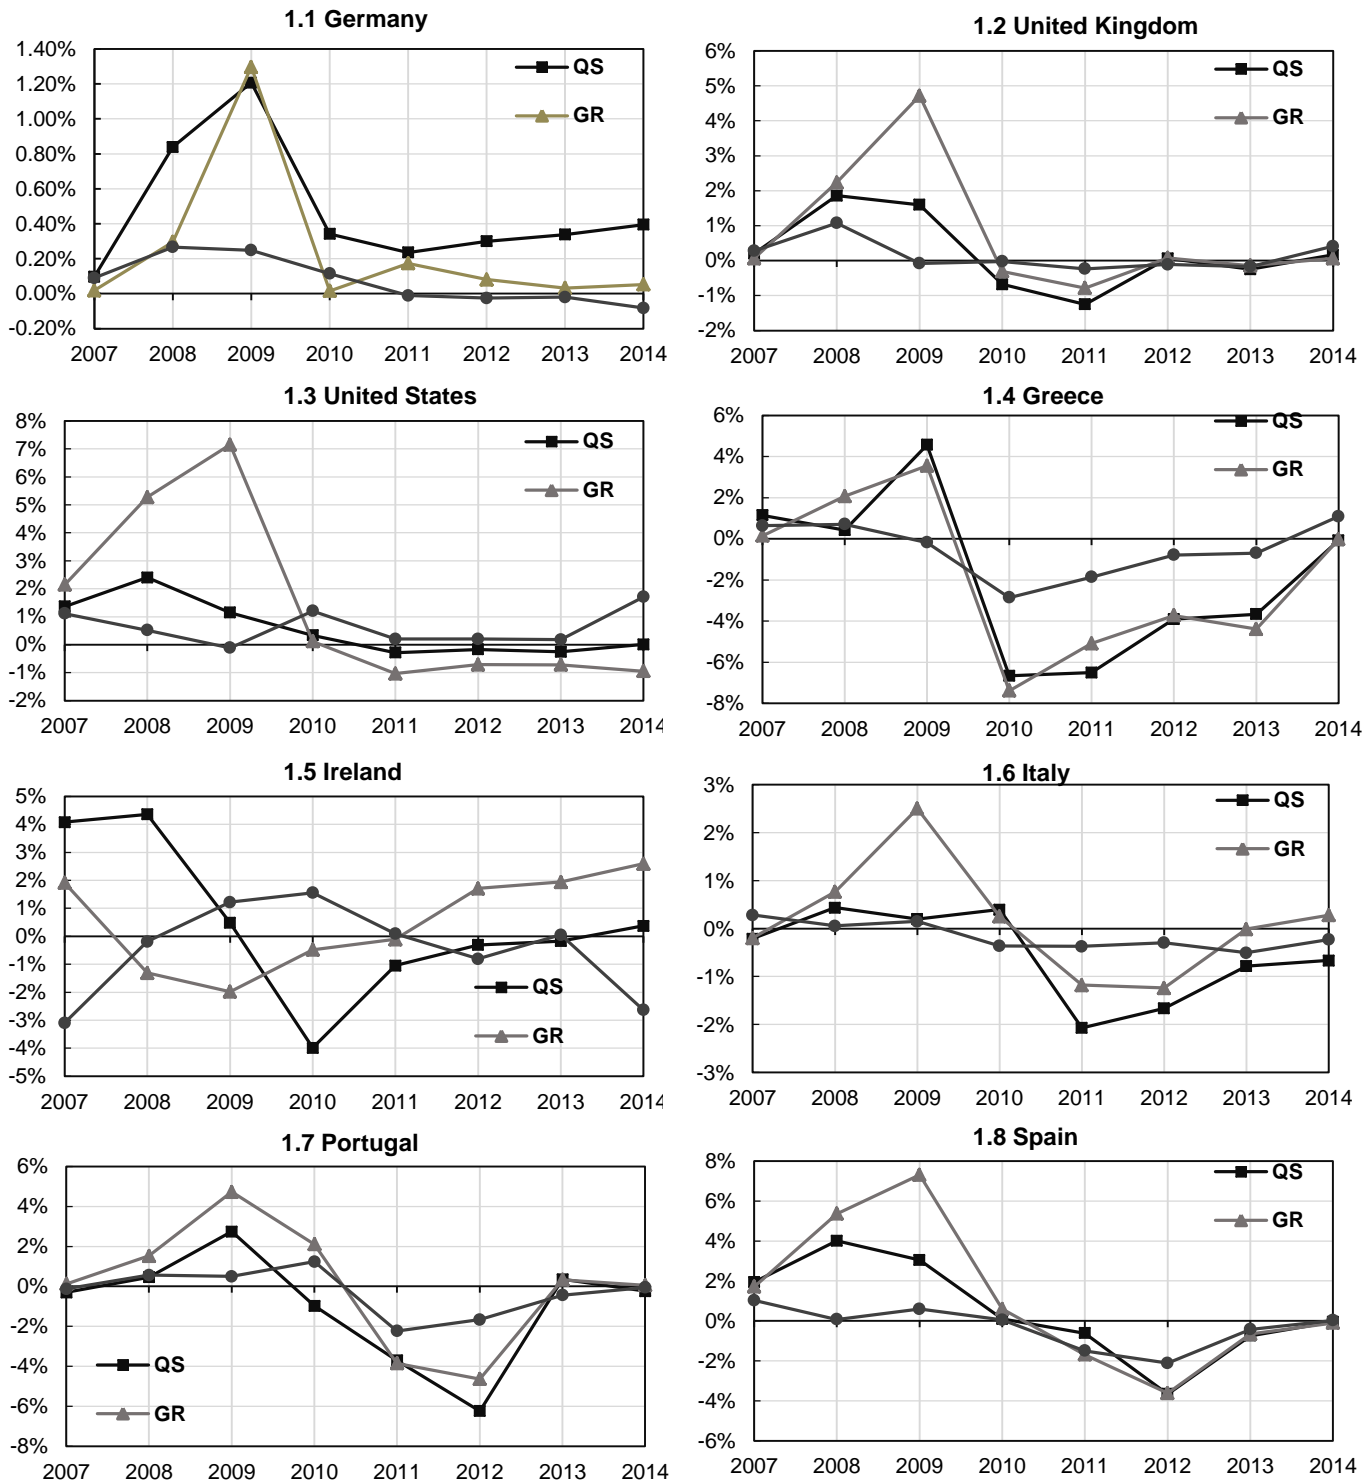 1.1 Germany
1.40%
1.20%
1.00%
0.80%
0.60%
0.40%
0.20%
0.00%
-0.20%
QS
GR
2007 2008 2009 2010 2011 2012 2013 2014
1.2 United Kingdom
6%
5%
4%
3%
2%
1%
0%
-1%
-2%
QS
GR
2007 2008 2009 2010 2011 2012 2013 2014
1.3 United States
8%
7%
6%
5%
4%
3%
2%
1%
0%
-1%
-2%
QS
GR
2007 2008 2009 2010 2011 2012 2013 2014
1.4 Greece
6%
4%
2%
0%
-2%
-4%
-6%
-8%
QS
GR
2007 2008 2009 2010 2011 2012 2013 2014
1.5 Ireland
5%
4%
3%
2%
1%
0%
-1%
-2%
-3%
-4%
-5%
QS
GR
2007 2008 2009 2010 2011 2012 2013 2014
1.6 Italy
3%
2%
1%
0%
-1%
-2%
-3%
QS
GR
2007 2008 2009 2010 2011 2012 2013 2014
1.7 Portugal
6%
4%
2%
0%
-2%
-4%
-6%
-8%
QS
GR
2007 2008 2009 2010 2011 2012 2013 2014
1.8 Spain
8%
6%
4%
2%
0%
-2%
-4%
-6%
QS
GR
2007 2008 2009 2010 2011 2012 2013 2014